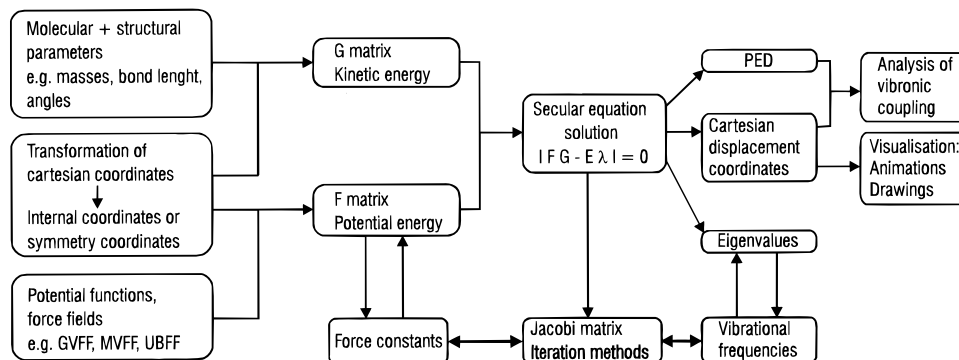 Molecular + structural
parameters
e.g. masses, bond lenght,
angles
Transformation of
cartesian coordinates
Internal coordinates or
symmetry coordinates
Potential functions,
force fields
e.g. GVFF, MVFF, UBFF
G matrix
Kinetic energy
F matrix
Potential energy
Force constants
Secular equation
solution
I F G - E λ I = 0
Jacobi matrix
Iteration methods
PED
Cartesian
displacement
coordinates
Eigenvalues
Vibrational
frequencies
Analysis of
vibronic
coupling
Visualisation:
Animations
Drawings